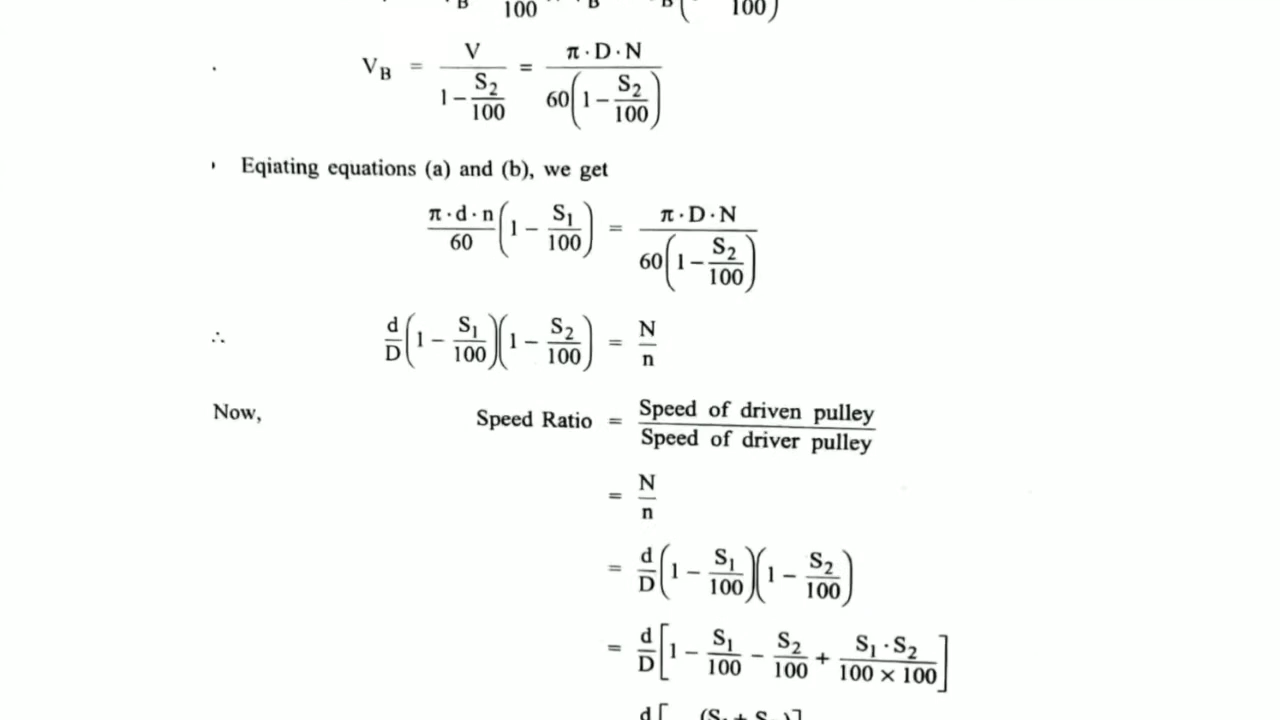 V_B = V / (1 − S₂/100) = π · D · N / 60(1 − S₂/100)
Eqiating equations (a) and (b), we get
π · d · n / 60 (1 − S₁/100) = π · D · N / 60(1 − S₂/100)
∴ d/D (1 − S₁/100)(1 − S₂/100) = N/n
Now, Speed Ratio = Speed of driven pulley / Speed of driver pulley
= N/n
= d/D (1 − S₁/100)(1 − S₂/100)
= d/D [1 − S₁/100 − S₂/100 + S₁ · S₂ / 100 × 100]